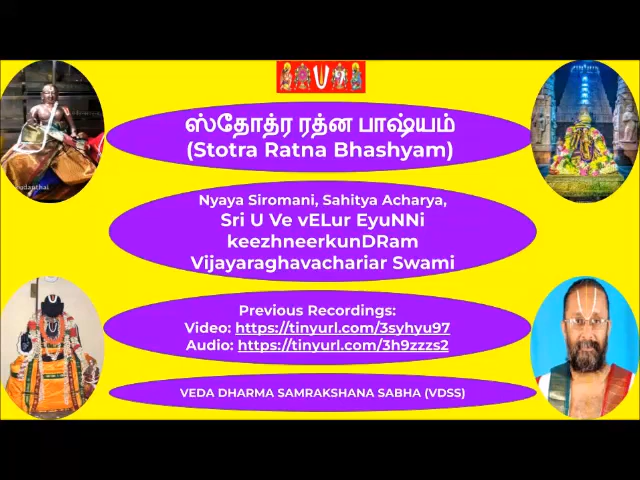 ஸ்தோத்ர ரத்ன பாஷ்யம்
(Stotra Ratna Bhashyam)
Nyaya Siromani, Sahitya Acharya,
Sri U Ve vELur EyuNNi
keezhneerkunDRam
Vijayaraghavachariar Swami
Previous Recordings:
Video: https://tinyurl.com/3syhyu97
Audio: https://tinyurl.com/3h9zzzs2
VEDA DHARMA SAMRAKSHANA SABHA (VDSS)